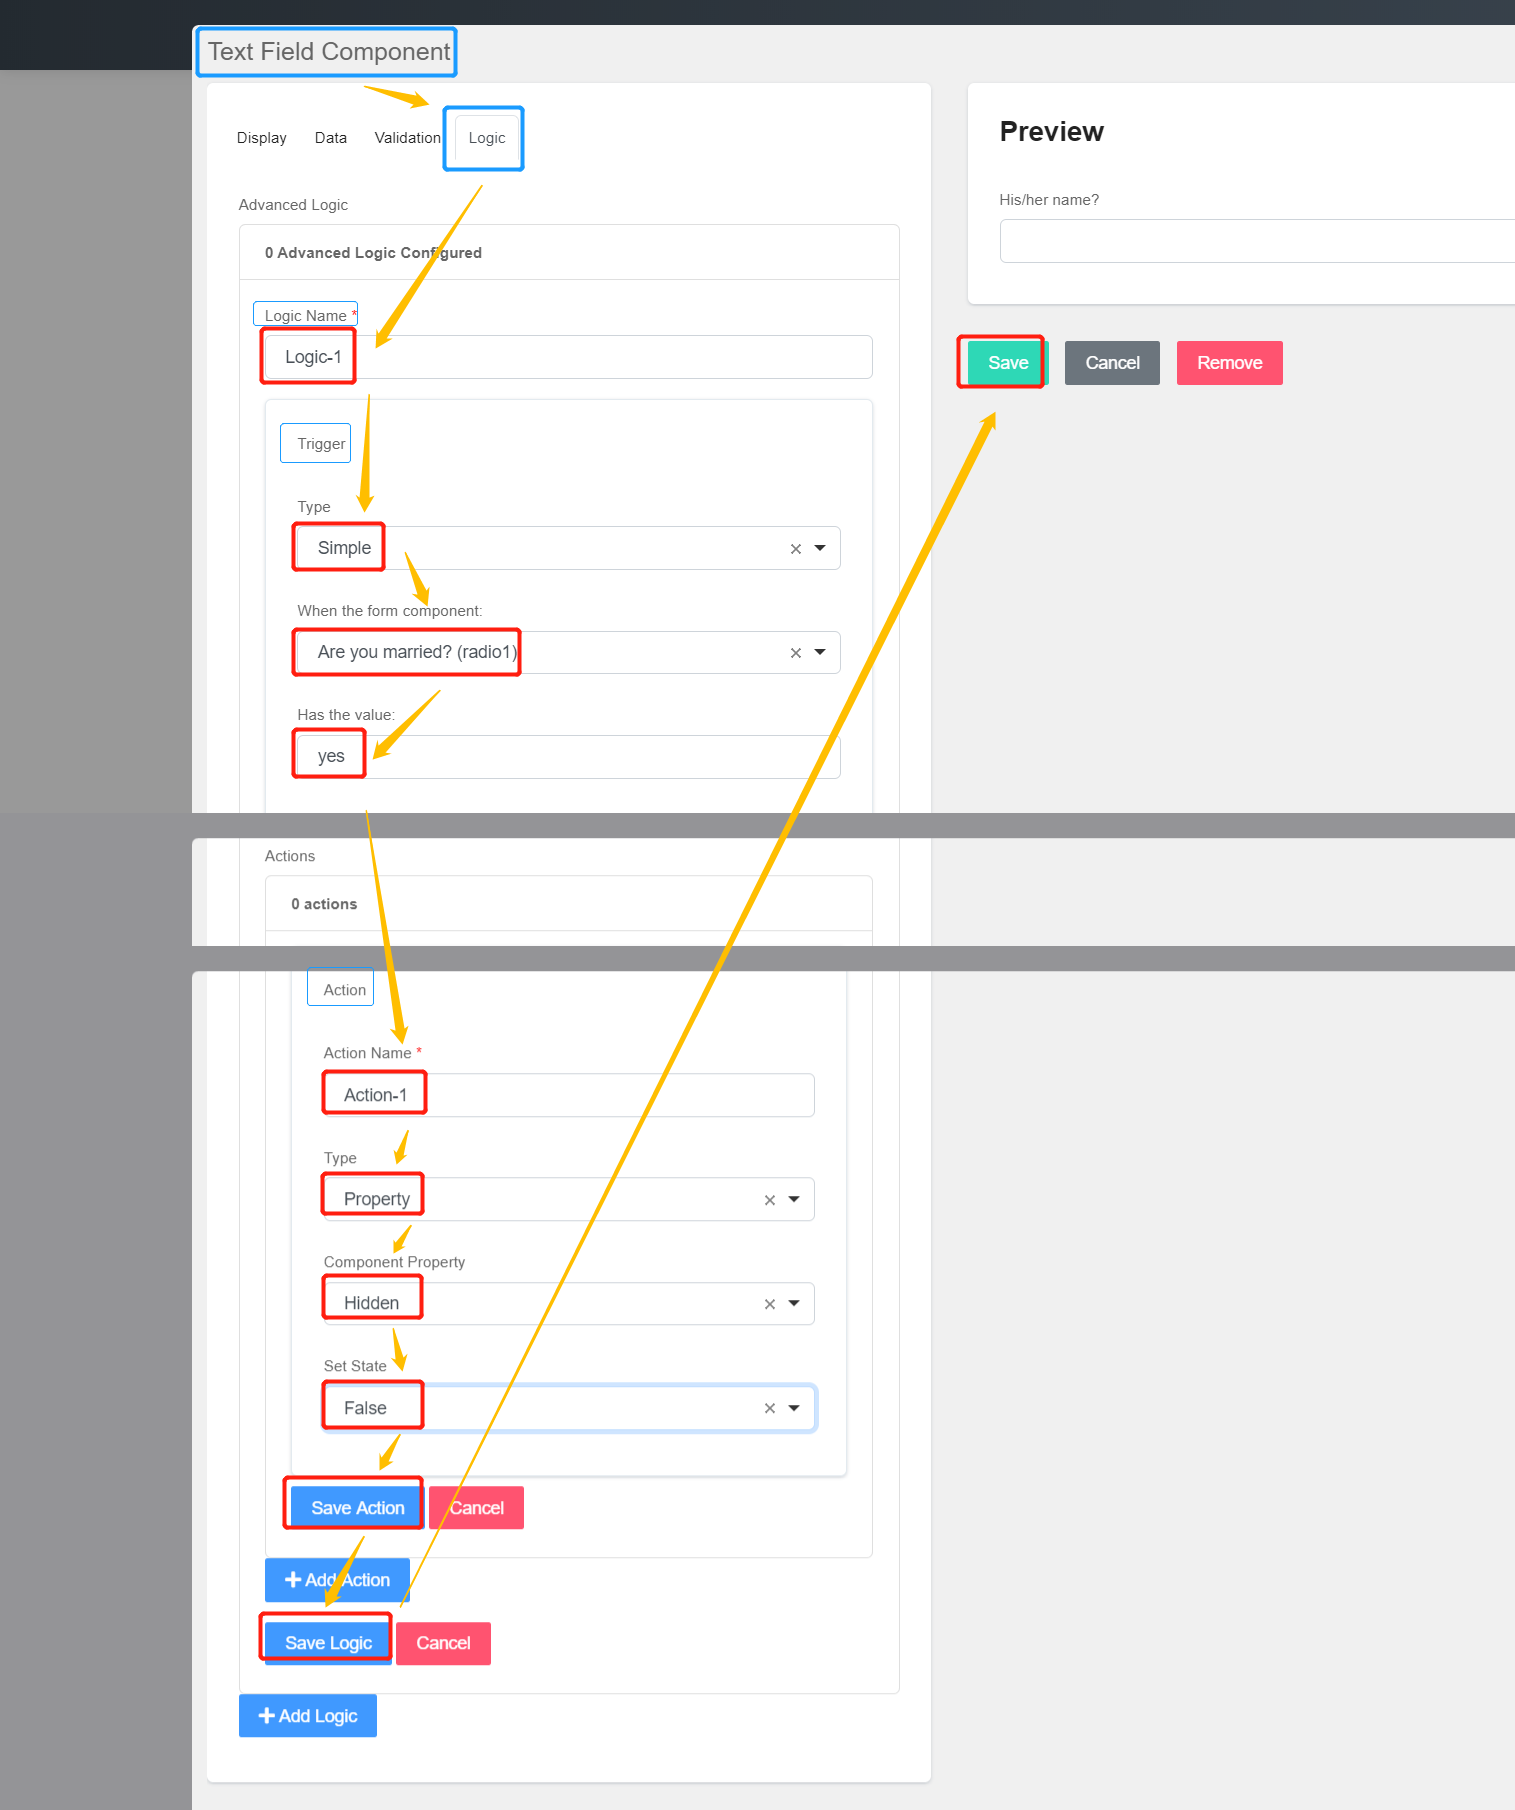 Text Field Component
Display Data Validation Logic
Advanced Logic
0 Advanced Logic Configured
Logic Name *
Logic-1
Trigger
Type
Simple
When the form component:
Are you married? (radio1)
Has the value:
yes
Actions
0 actions
Action
Action Name *
Action-1
Type
Property
Component Property
Hidden
Set State
False
Save Action Cancel
Add Action
Save Logic Cancel
Add Logic
Preview
His/her name?
Save Cancel Remove